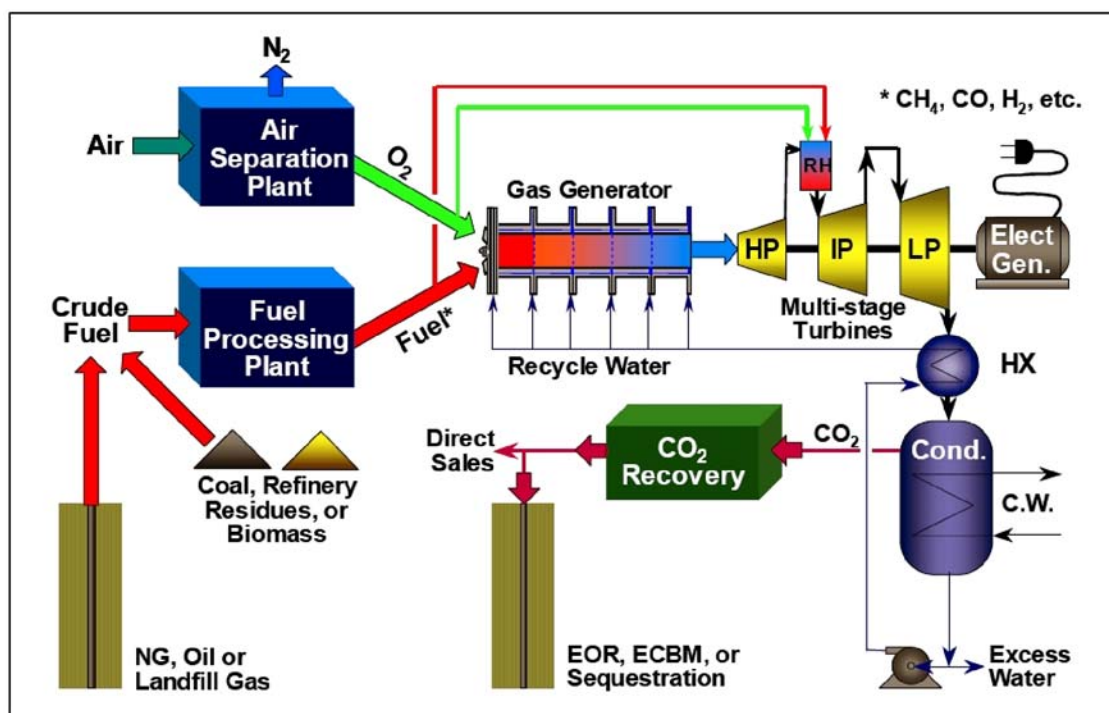 N₂
* CH₄, CO, H₂, etc.
Air
Air
Separation
Plant
O₂
RH
Gas Generator
HP
IP
LP
Elect
Gen.
Multi-stage
Turbines
Crude
Fuel
Fuel
Processing
Plant
Fuel*
Recycle Water
HX
Direct
Sales
CO₂
Recovery
CO₂
Cond.
C.W.
Coal, Refinery
Residues, or
Biomass
NG, Oil or
Landfill Gas
EOR, ECBM, or
Sequestration
Excess
Water